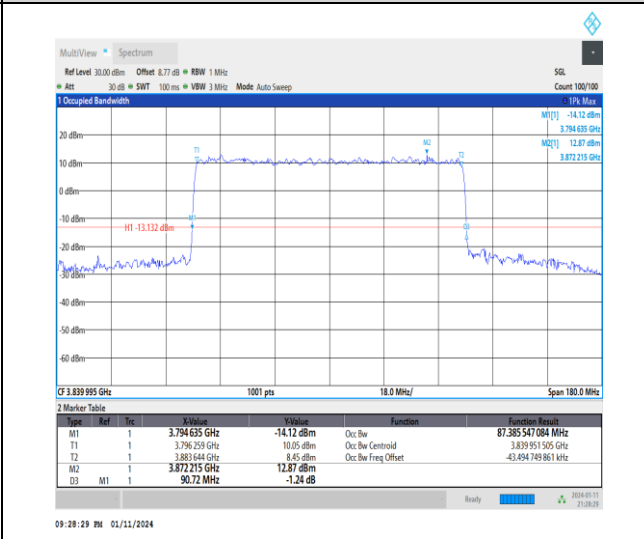 MultiView Spectrum
Ref Level 30.00 dBm Offset 8.77 dB RBW 1 MHz SGL
Att 30 dB SWT 100 ms VBW 3 MHz Mode Auto Sweep Count 100/100
1 Occupied Bandwidth 1Pk Max
M1[1] -14.12 dBm
3.794 635 GHz
M2[1] 12.87 dBm
3.872 215 GHz
20 dBm
T1 M2 T2
10 dBm
0 dBm
-10 dBm
M1
H1 -13.132 dBm
D3
-20 dBm
-30 dBm
-40 dBm
-50 dBm
-60 dBm
CF 3.839 995 GHz 1001 pts 18.0 MHz/ Span 180.0 MHz
2 Marker Table
Type Ref Trc X-Value Y-Value Function Function Result
M1 1 3.794 635 GHz -14.12 dBm Occ Bw 87.385 547 084 MHz
T1 1 3.796 259 GHz 10.05 dBm Occ Bw Centroid 3.839 951 505 GHz
T2 1 3.883 644 GHz 8.45 dBm Occ Bw Freq Offset -43.494 749 861 kHz
M2 1 3.872 215 GHz 12.87 dBm
D3 M1 1 90.72 MHz -1.24 dB
Ready 2024-01-11
21:28:29
09:28:29 PM 01/11/2024